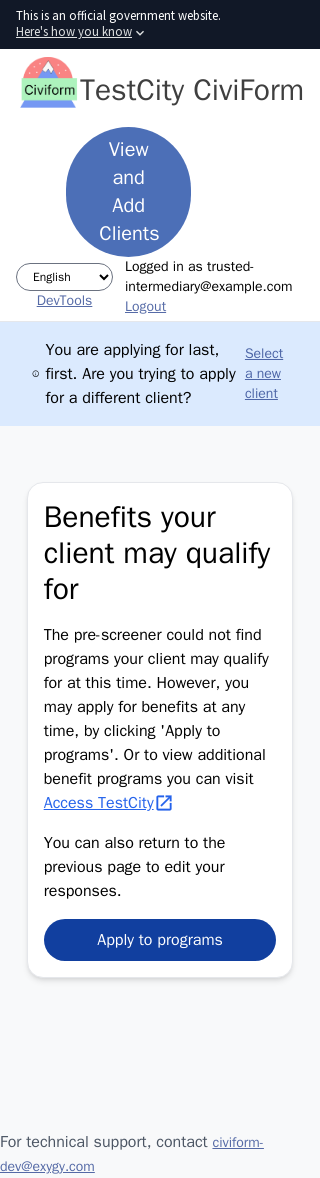 This is an official government website.
Here's how you know
Civiform
TestCity CiviForm
View
and
Add
Clients
English
DevTools
Logged in as trusted-
intermediary@example.com
Logout
You are applying for last,
first. Are you trying to apply
for a different client?
Select
a new
client
Benefits your
client may qualify
for
The pre-screener could not find
programs your client may qualify
for at this time. However, you
may apply for benefits at any
time, by clicking 'Apply to
programs'. Or to view additional
benefit programs you can visit
Access TestCity
You can also return to the
previous page to edit your
responses.
Apply to programs
For technical support, contact civiform-
dev@exygy.com